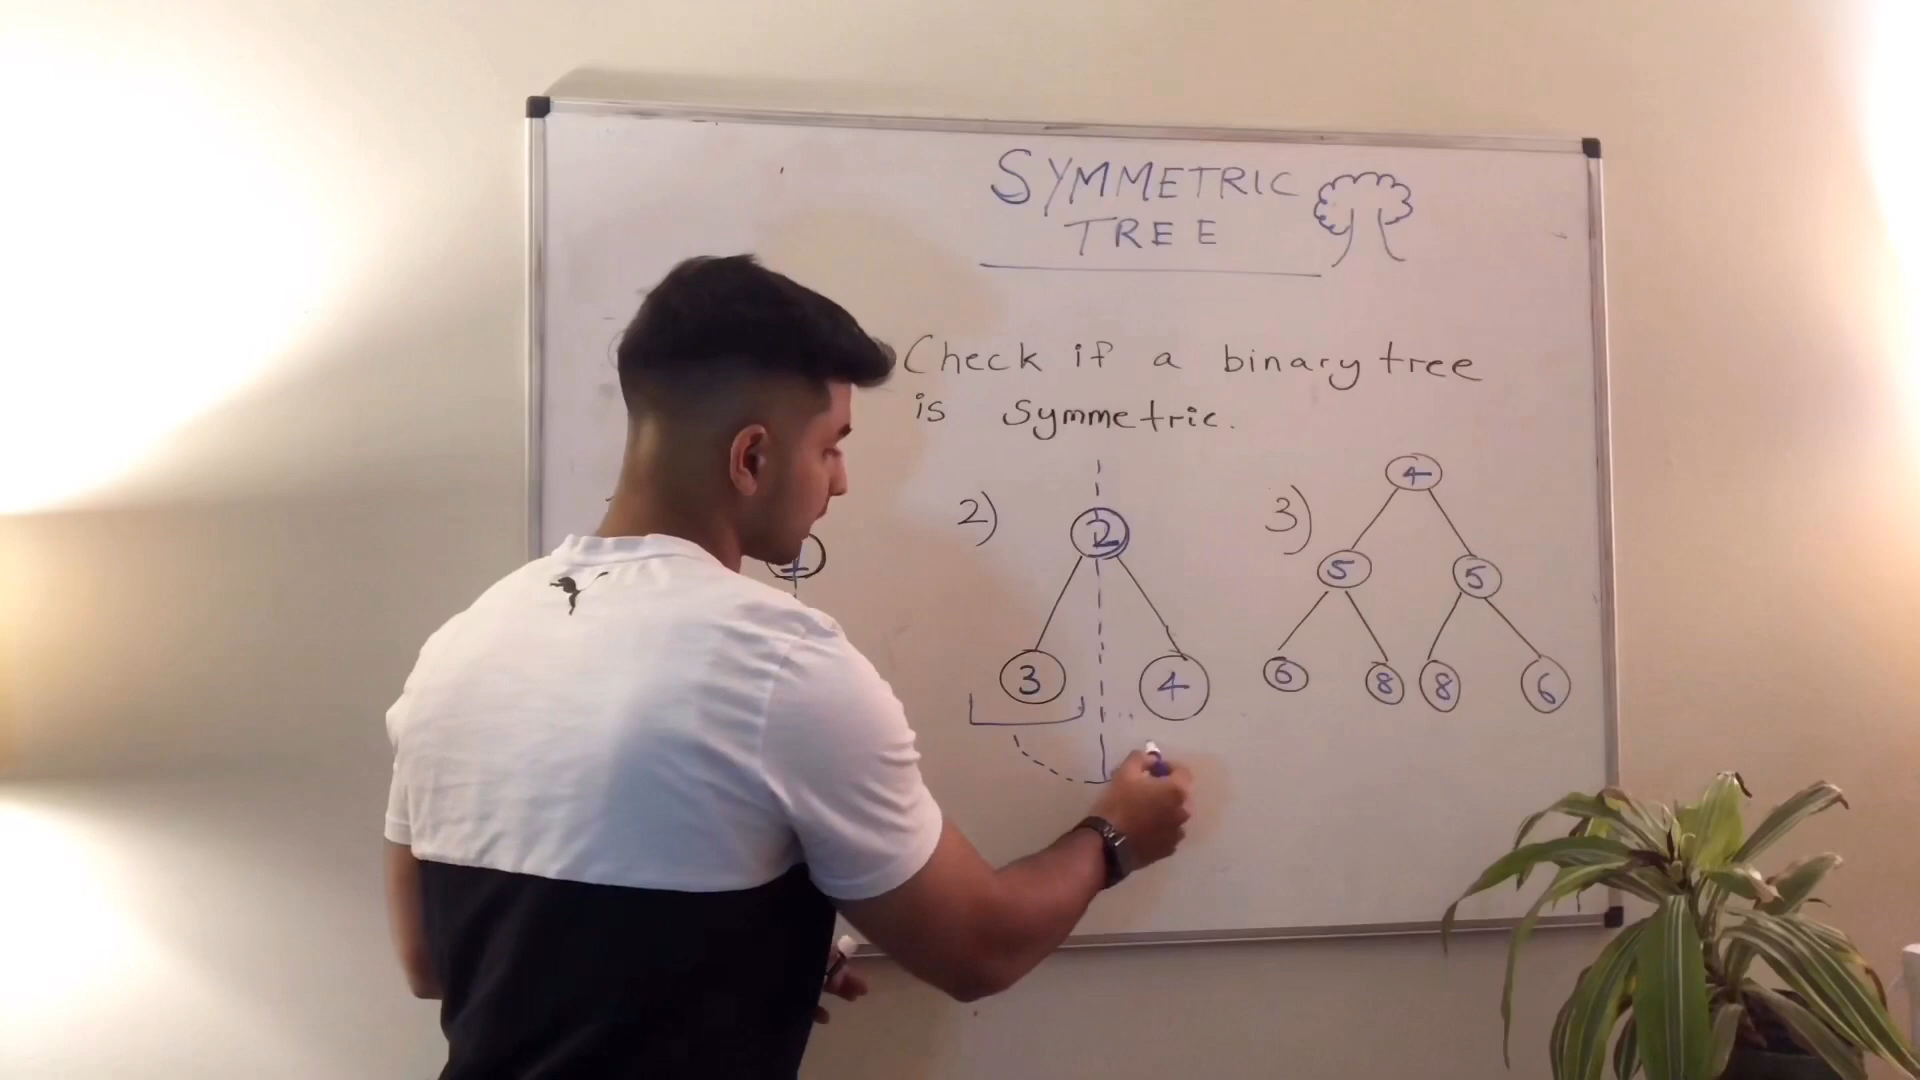 SYMMETRIC
TREE
Check if a binary tree
is symmetric.
2)
2
3 4
3)
4
5 5
6 8 8 6